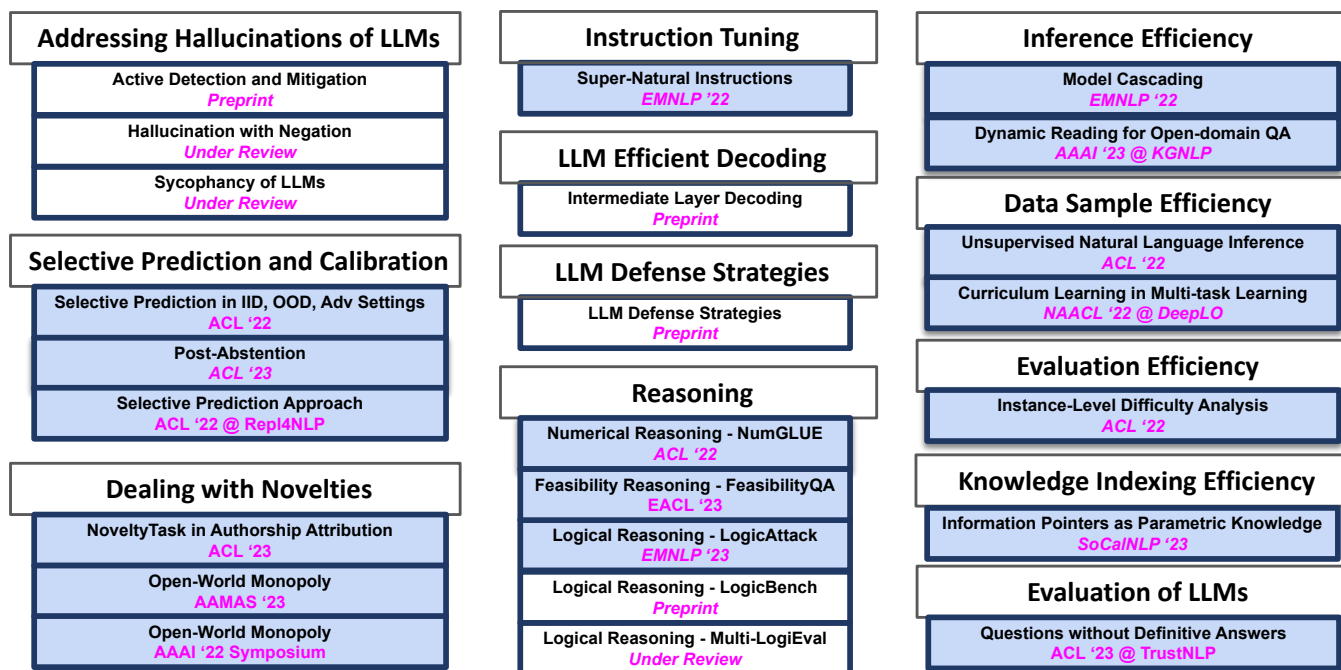 Addressing Hallucinations of LLMs
Active Detection and Mitigation
Preprint
Hallucination with Negation
Under Review
Sycophancy of LLMs
Under Review
Selective Prediction and Calibration
Selective Prediction in IID, OOD, Adv Settings
ACL ‘22
Post-Abstention
ACL ‘23
Selective Prediction Approach
ACL ‘22 @ Repl4NLP
Dealing with Novelties
NoveltyTask in Authorship Attribution
ACL ‘23
Open-World Monopoly
AAMAS ‘23
Open-World Monopoly
AAAI ‘22 Symposium
Instruction Tuning
Super-Natural Instructions
EMNLP ’22
LLM Efficient Decoding
Intermediate Layer Decoding
Preprint
LLM Defense Strategies
LLM Defense Strategies
Preprint
Reasoning
Numerical Reasoning - NumGLUE
ACL ’22
Feasibility Reasoning - FeasibilityQA
EACL ‘23
Logical Reasoning - LogicAttack
EMNLP ‘23
Logical Reasoning - LogicBench
Preprint
Logical Reasoning - Multi-LogiEval
Under Review
Inference Efficiency
Model Cascading
EMNLP ‘22
Dynamic Reading for Open-domain QA
AAAI ‘23 @ KGNLP
Data Sample Efficiency
Unsupervised Natural Language Inference
ACL ‘22
Curriculum Learning in Multi-task Learning
NAACL ‘22 @ DeepLO
Evaluation Efficiency
Instance-Level Difficulty Analysis
ACL ‘22
Knowledge Indexing Efficiency
Information Pointers as Parametric Knowledge
SoCalNLP ‘23
Evaluation of LLMs
Questions without Definitive Answers
ACL ‘23 @ TrustNLP